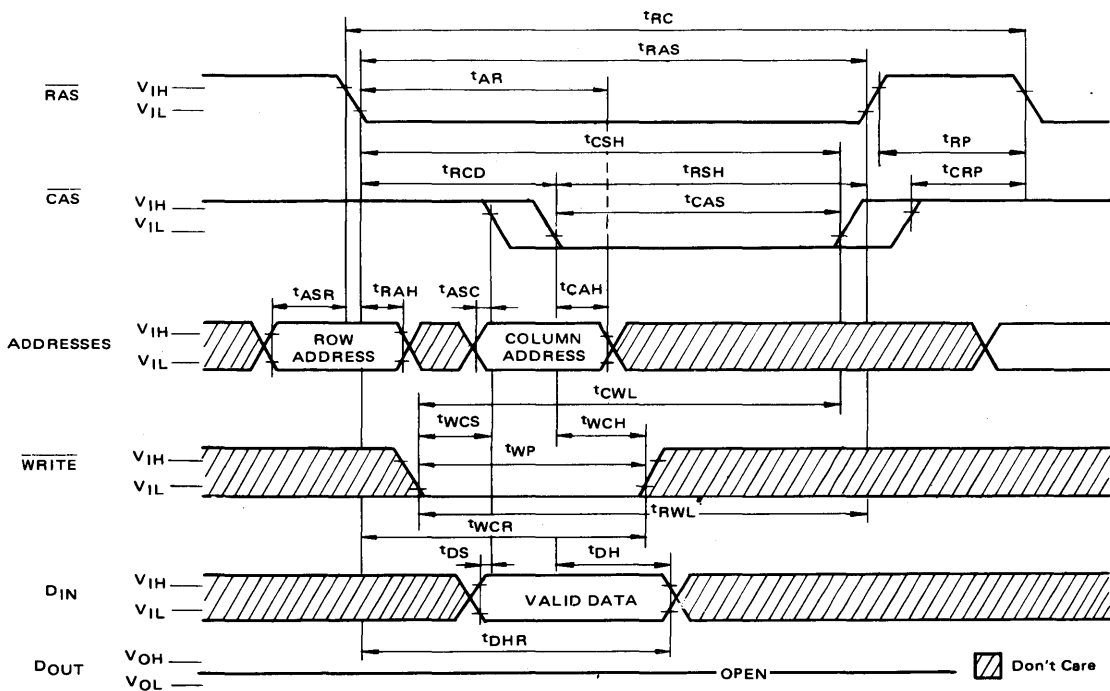 tRC
tRAS
tAR
RAS
VIH
VIL
tCSH
tRP
tRCD
tRSH
tCRP
CAS
VIH
VIL
tCAS
tASR
tRAH
tASC
tCAH
ADDRESSES
VIH
VIL
ROW
ADDRESS
COLUMN
ADDRESS
tCWL
tWCS
tWCH
tWP
WRITE
VIH
VIL
tRWL
tWCR
tDS
tDH
DIN
VIH
VIL
VALID DATA
tDHR
DOUT
VOH
VOL
OPEN
Don't Care